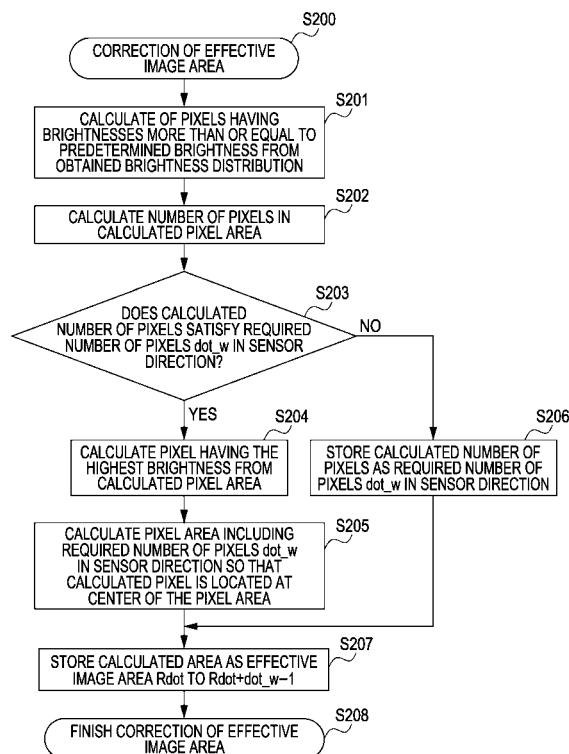 S200
CORRECTION OF EFFECTIVE
IMAGE AREA
S201
CALCULATE OF PIXELS HAVING
BRIGHTNESSES MORE THAN OR EQUAL TO
PREDETERMINED BRIGHTNESS FROM
OBTAINED BRIGHTNESS DISTRIBUTION
S202
CALCULATE NUMBER OF PIXELS IN
CALCULATED PIXEL AREA
S203
DOES CALCULATED
NUMBER OF PIXELS SATISFY REQUIRED
NUMBER OF PIXELS dot_w IN SENSOR
DIRECTION?
NO
YES
S204
CALCULATE PIXEL HAVING THE
HIGHEST BRIGHTNESS FROM
CALCULATED PIXEL AREA
S206
STORE CALCULATED NUMBER OF
PIXELS AS REQUIRED NUMBER OF
PIXELS dot_w IN SENSOR DIRECTION
S205
CALCULATE PIXEL AREA INCLUDING
REQUIRED NUMBER OF PIXELS dot_w
IN SENSOR DIRECTION SO THAT
CALCULATED PIXEL IS LOCATED AT
CENTER OF THE PIXEL AREA
S207
STORE CALCULATED AREA AS EFFECTIVE
IMAGE AREA Rdot TO Rdot+dot_w−1
S208
FINISH CORRECTION OF EFFECTIVE
IMAGE AREA